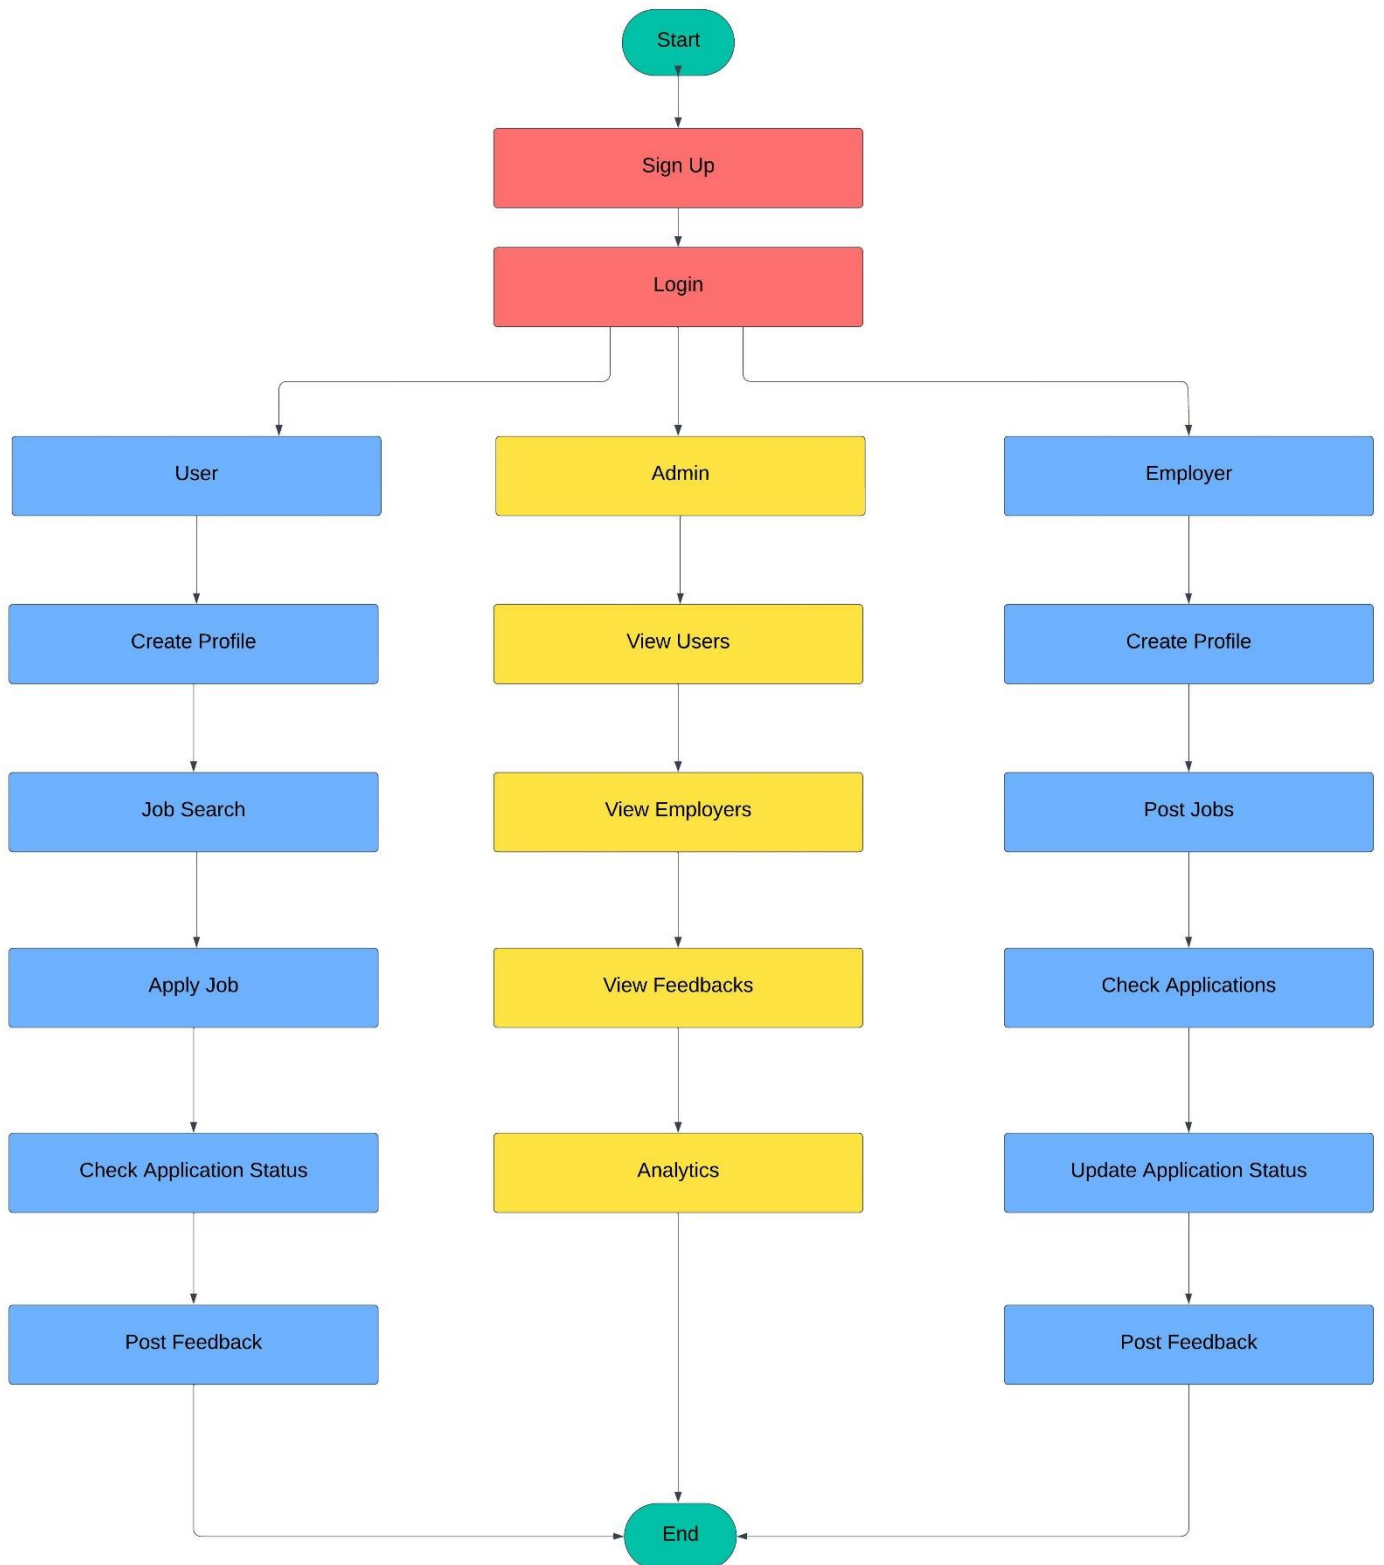 Start
Sign Up
Login
User
Admin
Employer
Create Profile
View Users
Create Profile
Job Search
View Employers
Post Jobs
Apply Job
View Feedbacks
Check Applications
Check Application Status
Analytics
Update Application Status
Post Feedback
Post Feedback
End